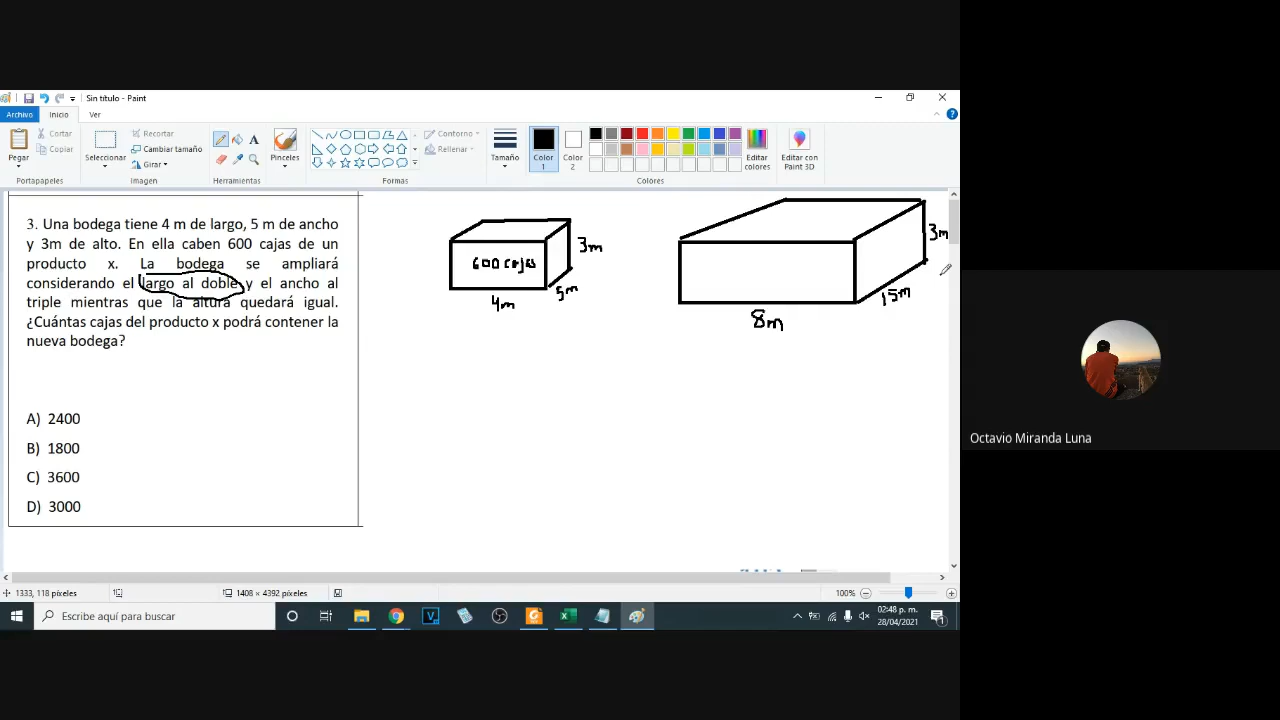 Sin título - Paint
Archivo Inicio Ver
Pegar
Cortar
Copiar
Portapapeles
Seleccionar
Recortar
Cambiar tamaño
Girar
Imagen
Herramientas
Pinceles
Contorno
Rellenar
Formas
Tamaño
Color
1
Color
2
Editar
colores
Colores
Editar con
Paint 3D
3. Una bodega tiene 4 m de largo, 5 m de ancho
y 3m de alto. En ella caben 600 cajas de un
producto x. La bodega se ampliará
considerando el largo al doble y el ancho al
triple mientras que la altura quedará igual.
¿Cuántas cajas del producto x podrá contener la
nueva bodega?
A) 2400
B) 1800
C) 3600
D) 3000
600 cajas
3m
5m
4m
3m
15m
8m
1333, 118 píxeles
1408 × 4392 píxeles
100%
Escribe aquí para buscar
02:48 p. m.
28/04/2021
Octavio Miranda Luna